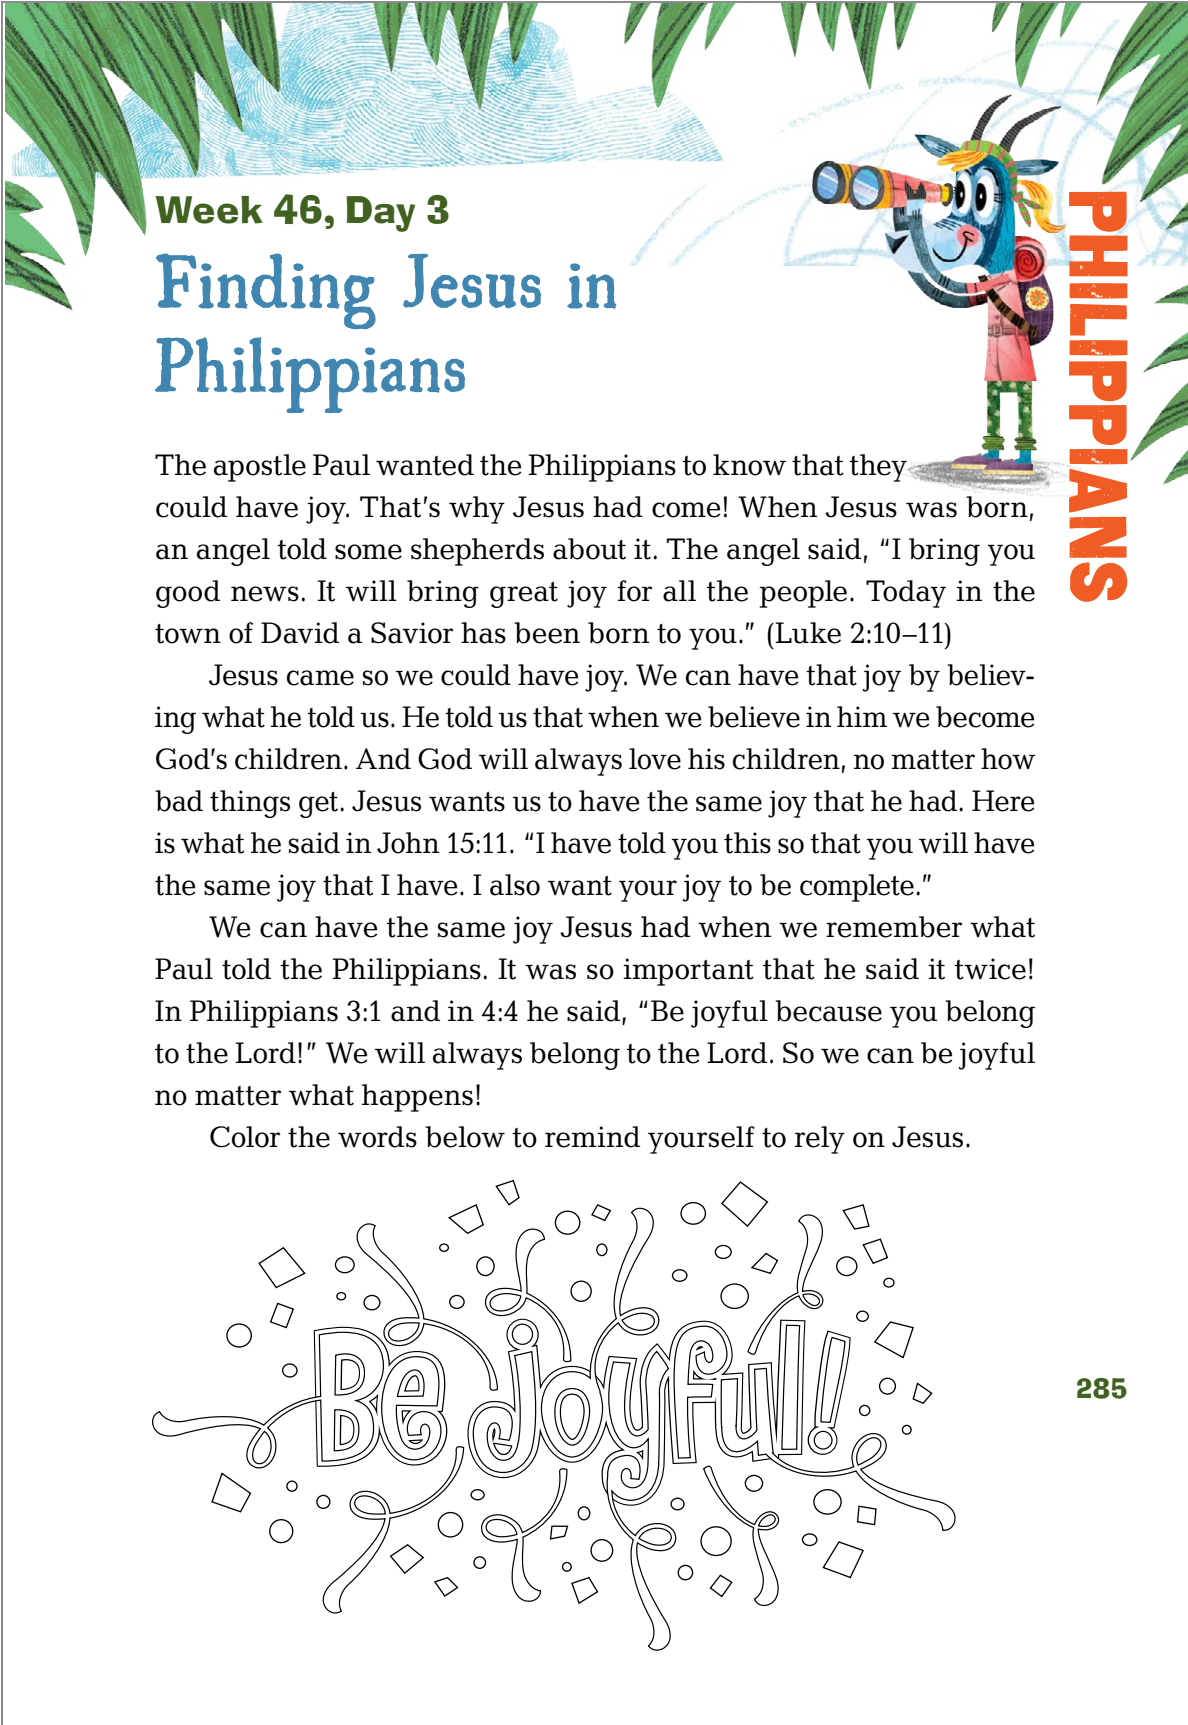 Week 46, Day 3
Finding Jesus in
Philippians
PHILIPPIANS
The apostle Paul wanted the Philippians to know that they
could have joy. That’s why Jesus had come! When Jesus was born,
an angel told some shepherds about it. The angel said, “I bring you
good news. It will bring great joy for all the people. Today in the
town of David a Savior has been born to you.” (Luke 2:10–11)
Jesus came so we could have joy. We can have that joy by believ-
ing what he told us. He told us that when we believe in him we become
God’s children. And God will always love his children, no matter how
bad things get. Jesus wants us to have the same joy that he had. Here
is what he said in John 15:11. “I have told you this so that you will have
the same joy that I have. I also want your joy to be complete.”
We can have the same joy Jesus had when we remember what
Paul told the Philippians. It was so important that he said it twice!
In Philippians 3:1 and in 4:4 he said, “Be joyful because you belong
to the Lord!” We will always belong to the Lord. So we can be joyful
no matter what happens!
Color the words below to remind yourself to rely on Jesus.
Be joyful!
285